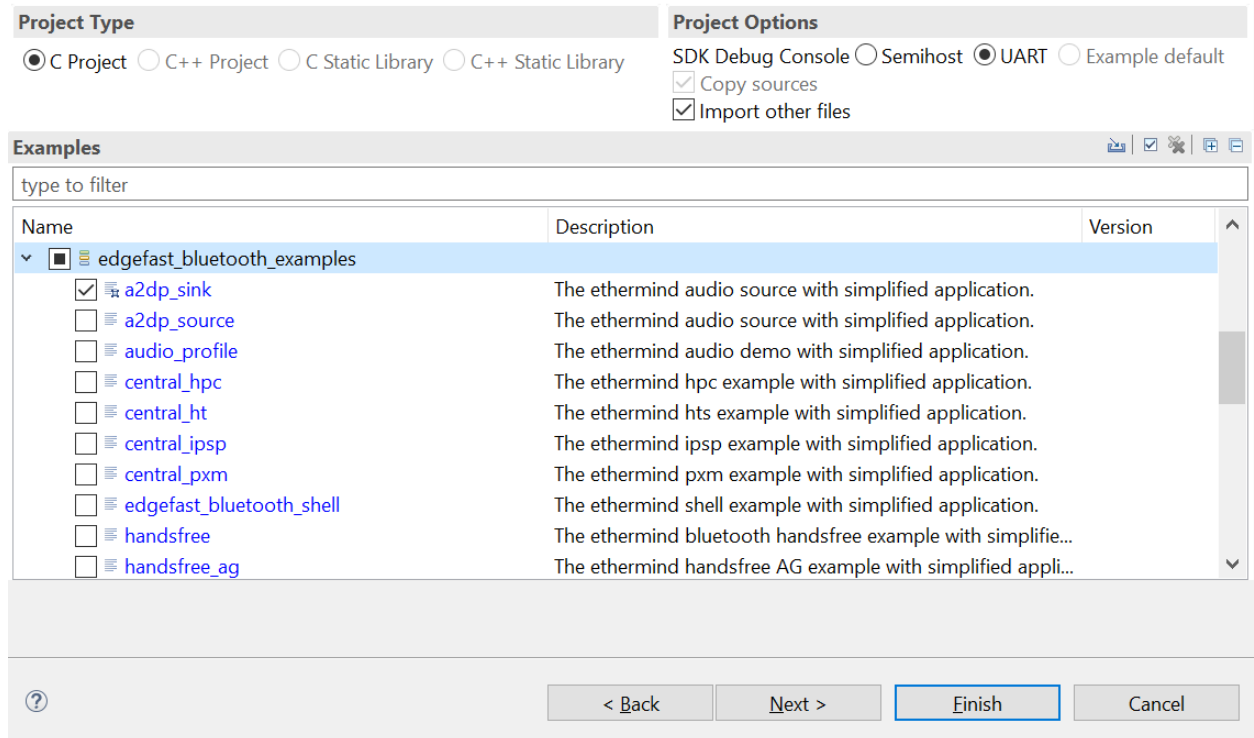 Project Type
Project Options
C Project C++ Project C Static Library C++ Static Library
SDK Debug Console Semihost UART Example default
Copy sources
Import other files
Examples
type to filter
Name Description Version
edgefast_bluetooth_examples
a2dp_sink The ethermind audio source with simplified application.
a2dp_source The ethermind audio source with simplified application.
audio_profile The ethermind audio demo with simplified application.
central_hpc The ethermind hpc example with simplified application.
central_ht The ethermind hts example with simplified application.
central_ipsp The ethermind ipsp example with simplified application.
central_pxm The ethermind pxm example with simplified application.
edgefast_bluetooth_shell The ethermind shell example with simplified application.
handsfree The ethermind bluetooth handsfree example with simplifie...
handsfree_ag The ethermind handsfree AG example with simplified appli...
? < Back Next > Finish Cancel